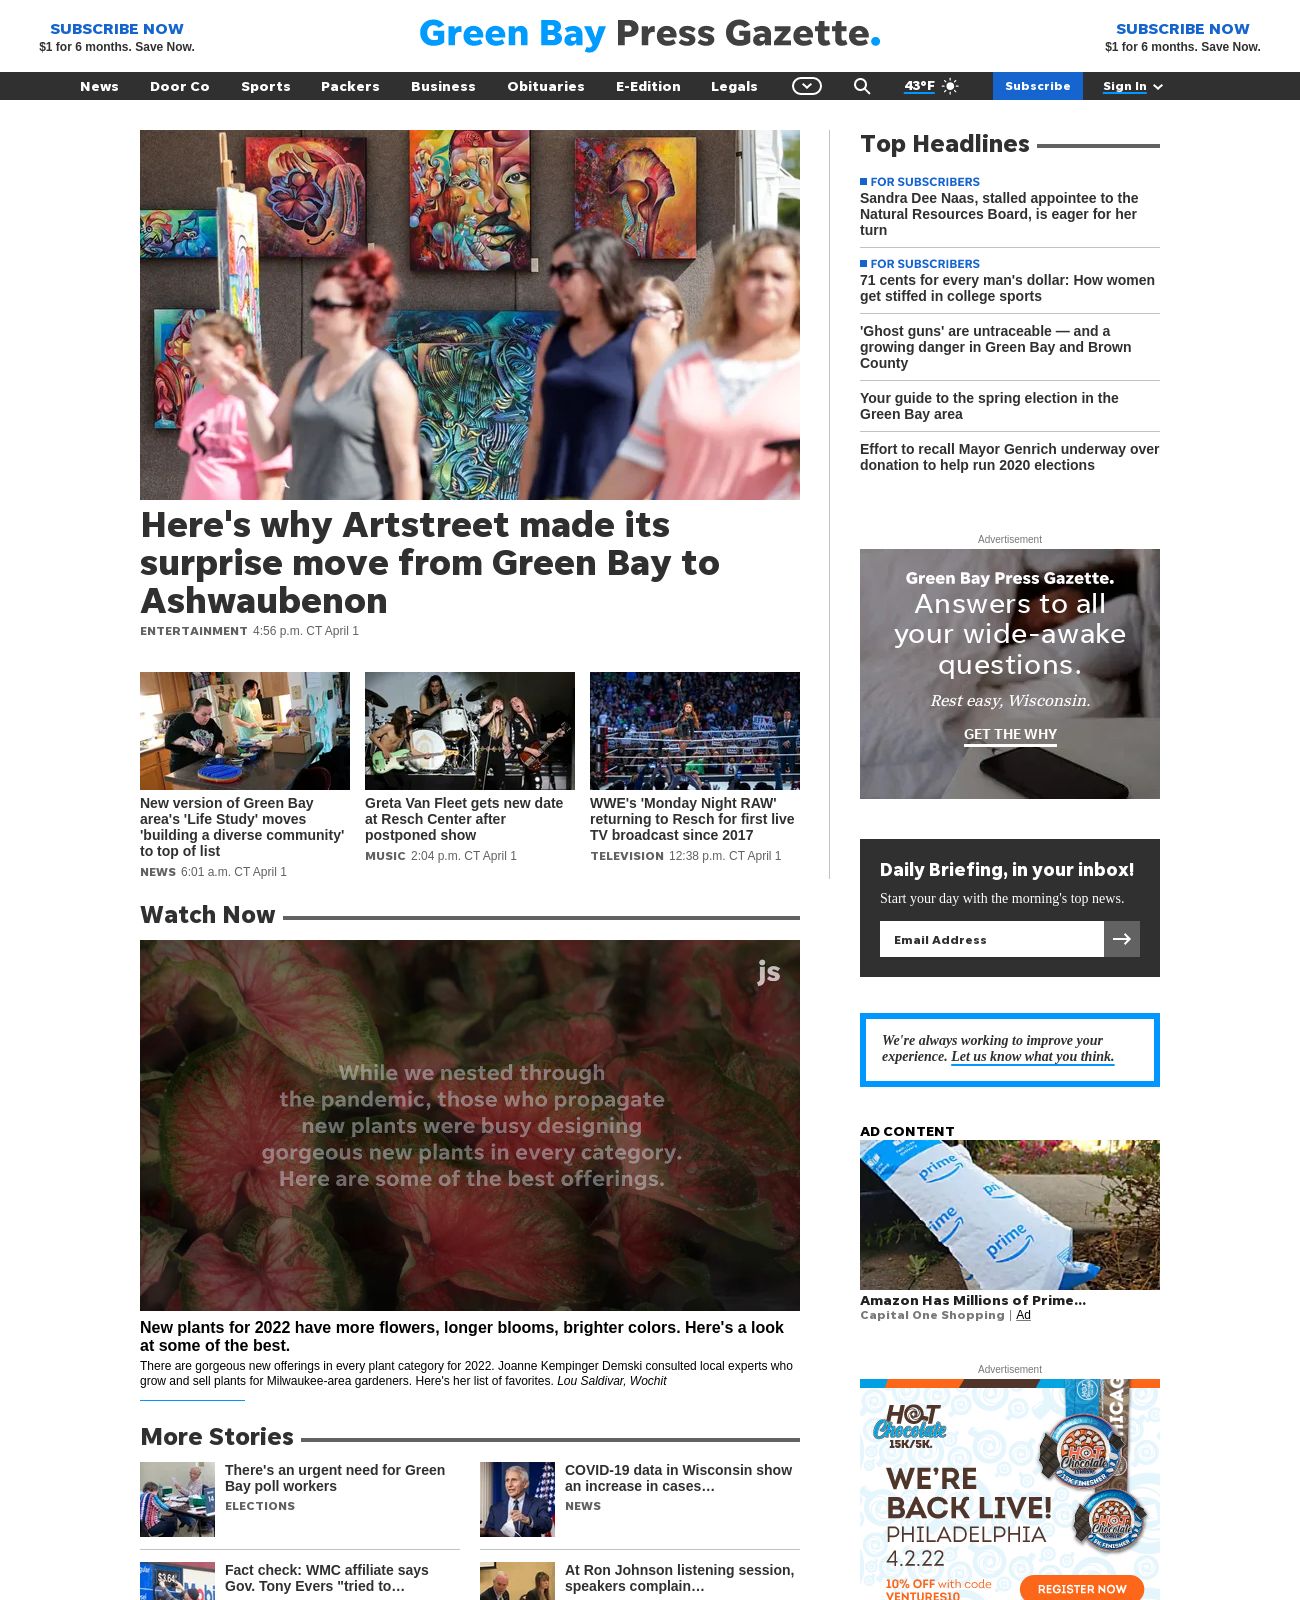 SUBSCRIBE NOW
$1 for 6 months. Save Now.
Green Bay Press Gazette.
SUBSCRIBE NOW
$1 for 6 months. Save Now.
News
Door Co
Sports
Packers
Business
Obituaries
E-Edition
Legals
43°F
Subscribe
Sign In
Here's why Artstreet made its
surprise move from Green Bay to
Ashwaubenon
ENTERTAINMENT 4:56 p.m. CT April 1
New version of Green Bay
area's 'Life Study' moves
'building a diverse community'
to top of list
NEWS 6:01 a.m. CT April 1
Greta Van Fleet gets new date
at Resch Center after
postponed show
MUSIC 2:04 p.m. CT April 1
WWE's 'Monday Night RAW'
returning to Resch for first live
TV broadcast since 2017
TELEVISION 12:38 p.m. CT April 1
Top Headlines
FOR SUBSCRIBERS
Sandra Dee Naas, stalled appointee to the
Natural Resources Board, is eager for her
turn
FOR SUBSCRIBERS
71 cents for every man's dollar: How women
get stiffed in college sports
'Ghost guns' are untraceable — and a
growing danger in Green Bay and Brown
County
Your guide to the spring election in the
Green Bay area
Effort to recall Mayor Genrich underway over
donation to help run 2020 elections
Advertisement
Green Bay Press Gazette.
Answers to all
your wide-awake
questions.
Rest easy, Wisconsin.
GET THE WHY
Daily Briefing, in your inbox!
Start your day with the morning's top news.
Email Address
We're always working to improve your
experience. Let us know what you think.
AD CONTENT
prime
prime
prime
Amazon Has Millions of Prime...
Capital One Shopping | Ad
Advertisement
HOT
Chocolate
15K/5K.
WE'RE
BACK LIVE!
PHILADELPHIA
4.2.22
10% OFF with code
VENTURES10
REGISTER NOW
Watch Now
js
While we nested through
the pandemic, those who propagate
new plants were busy designing
gorgeous new plants in every category.
Here are some of the best offerings.
New plants for 2022 have more flowers, longer blooms, brighter colors. Here's a look
at some of the best.
There are gorgeous new offerings in every plant category for 2022. Joanne Kempinger Demski consulted local experts who
grow and sell plants for Milwaukee-area gardeners. Here's her list of favorites. Lou Saldivar, Wochit
More Stories
There's an urgent need for Green
Bay poll workers
ELECTIONS
COVID-19 data in Wisconsin show
an increase in cases…
NEWS
Fact check: WMC affiliate says
Gov. Tony Evers "tried to…
At Ron Johnson listening session,
speakers complain…